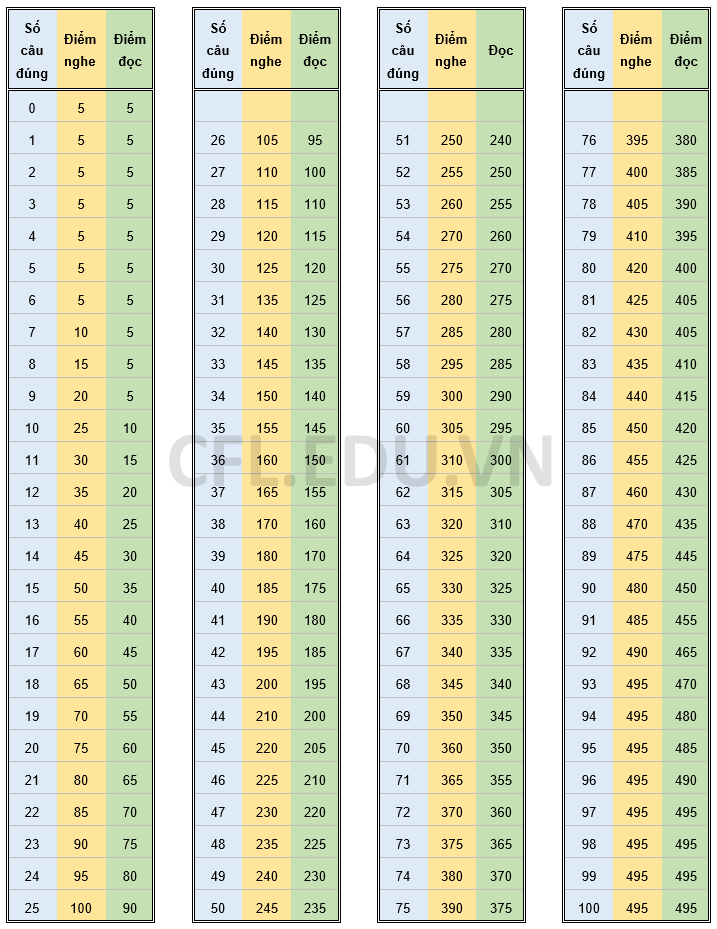 Số câu đúng Điểm nghe Điểm đọc
0 5 5
1 5 5
2 5 5
3 5 5
4 5 5
5 5 5
6 5 5
7 10 5
8 15 5
9 20 5
10 25 10
11 30 15
12 35 20
13 40 25
14 45 30
15 50 35
16 55 40
17 60 45
18 65 50
19 70 55
20 75 60
21 80 65
22 85 70
23 90 75
24 95 80
25 100 90
Số câu đúng Điểm nghe Điểm đọc
26 105 95
27 110 100
28 115 110
29 120 115
30 125 120
31 135 125
32 140 130
33 145 135
34 150 140
35 155 145
36 160 150
37 165 155
38 170 160
39 180 170
40 185 175
41 190 180
42 195 185
43 200 195
44 210 200
45 220 205
46 225 210
47 230 220
48 235 225
49 240 230
50 245 235
Số câu đúng Điểm nghe Đọc
51 250 240
52 255 250
53 260 255
54 270 260
55 275 270
56 280 275
57 285 280
58 295 285
59 300 290
60 305 295
61 310 300
62 315 305
63 320 310
64 325 320
65 330 325
66 335 330
67 340 335
68 345 340
69 350 345
70 360 350
71 365 355
72 370 360
73 375 365
74 380 370
75 390 375
Số câu đúng Điểm nghe Điểm đọc
76 395 380
77 400 385
78 405 390
79 410 395
80 420 400
81 425 405
82 430 405
83 435 410
84 440 415
85 450 420
86 455 425
87 460 430
88 470 435
89 475 445
90 480 450
91 485 455
92 490 465
93 495 470
94 495 480
95 495 485
96 495 490
97 495 495
98 495 495
99 495 495
100 495 495
CFL.EDU.VN